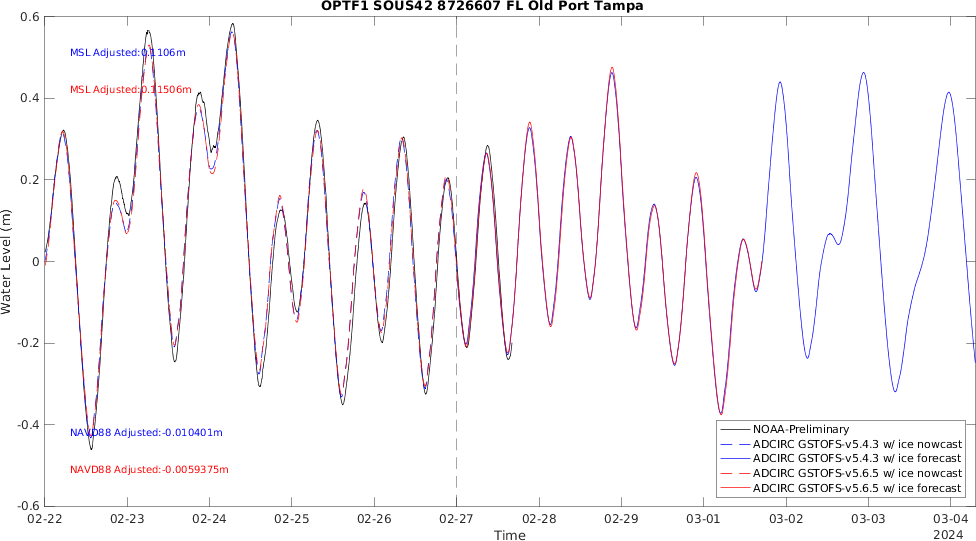 OPTF1 SOUS42 8726607 FL Old Port Tampa
0.6
MSL Adjusted:0.1106m
MSL Adjusted:0.11506m
0.4
0.2
0
-0.2
-0.4
-0.6
Water Level (m)
NAVD88 Adjusted:-0.010401m
NAVD88 Adjusted:-0.0059375m
NOAA-Preliminary
ADCIRC GSTOFS-v5.4.3 w/ ice nowcast
ADCIRC GSTOFS-v5.4.3 w/ ice forecast
ADCIRC GSTOFS-v5.6.5 w/ ice nowcast
ADCIRC GSTOFS-v5.6.5 w/ ice forecast
02-22 02-23 02-24 02-25 02-26 02-27 02-28 02-29 03-01 03-02 03-03 03-04
Time
2024